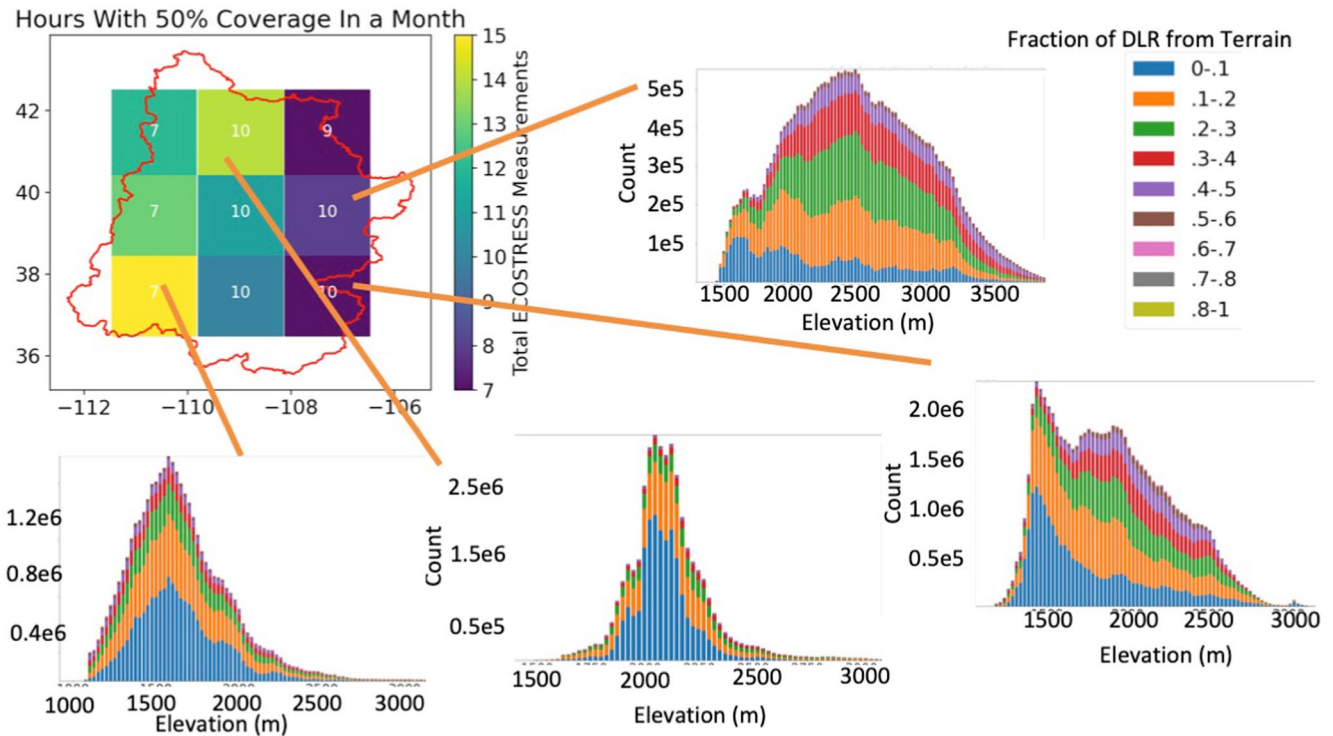 Hours With 50% Coverage In a Month
42
40
38
36
−112
−110
−108
−106
7
10
9
7
10
10
7
10
10
15
14
13
12
11
10
9
8
7
Total ECOSTRESS Measurements
5e5
4e5
3e5
2e5
1e5
Count
1500 2000 2500 3000 3500
Elevation (m)
Fraction of DLR from Terrain
0-.1
.1-.2
.2-.3
.3-.4
.4-.5
.5-.6
.6-.7
.7-.8
.8-1
1.2e6
0.8e6
0.4e6
1000 1500 2000 2500 3000
Elevation (m)
2.5e6
1.5e6
0.5e5
Count
1500 2000 2500 3000
Elevation (m)
2.0e6
1.5e6
1.0e6
0.5e5
Count
1500 2000 2500 3000
Elevation (m)